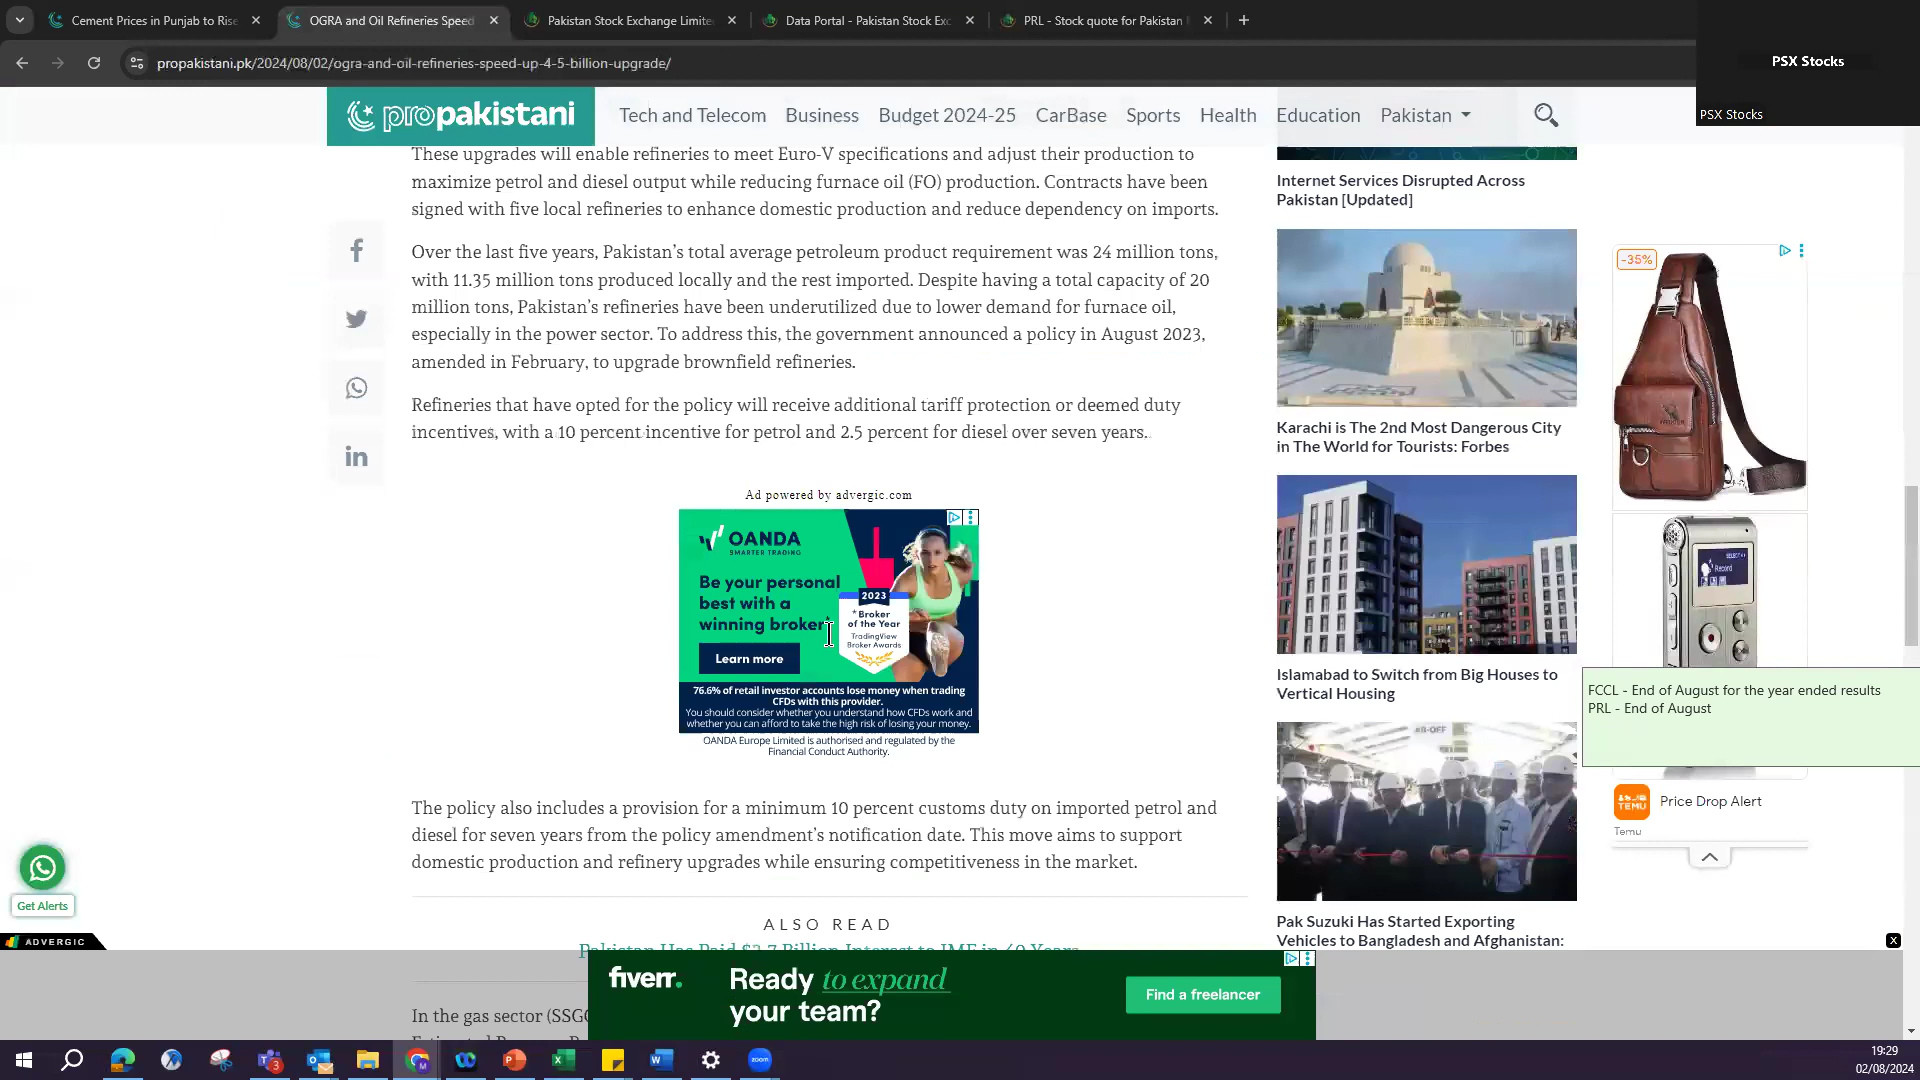 Cement Prices in Punjab to Rise
OGRA and Oil Refineries Speed
Pakistan Stock Exchange Limite
Data Portal - Pakistan Stock Exc
PRL - Stock quote for Pakistan
propakistani.pk/2024/08/02/ogra-and-oil-refineries-speed-up-4-5-billion-upgrade/
PSX Stocks
PSX Stocks
propakistani
Tech and Telecom
Business
Budget 2024-25
CarBase
Sports
Health
Education
Pakistan
These upgrades will enable refineries to meet Euro-V specifications and adjust their production to
maximize petrol and diesel output while reducing furnace oil (FO) production. Contracts have been
signed with five local refineries to enhance domestic production and reduce dependency on imports.
Over the last five years, Pakistan's total average petroleum product requirement was 24 million tons,
with 11.35 million tons produced locally and the rest imported. Despite having a total capacity of 20
million tons, Pakistan's refineries have been underutilized due to lower demand for furnace oil,
especially in the power sector. To address this, the government announced a policy in August 2023,
amended in February, to upgrade brownfield refineries.
Refineries that have opted for the policy will receive additional tariff protection or deemed duty
incentives, with a 10 percent incentive for petrol and 2.5 percent for diesel over seven years.
Ad powered by advergic.com
OANDA
SMARTER TRADING
Be your personal
best with a
winning broker
Learn more
2023
*Broker
of the Year
TradingView
Broker Awards
76.6% of retail investor accounts lose money when trading
CFDs with this provider.
You should consider whether you understand how CFDs work and
whether you can afford to take the high risk of losing your money.
OANDA Europe Limited is authorised and regulated by the
Financial Conduct Authority.
The policy also includes a provision for a minimum 10 percent customs duty on imported petrol and
diesel for seven years from the policy amendment's notification date. This move aims to support
domestic production and refinery upgrades while ensuring competitiveness in the market.
ALSO READ
Pakistan Has Paid $3.7 Billion Interest to IMF in 40 Years
In the gas sector (SSGC
Internet Services Disrupted Across
Pakistan [Updated]
Karachi is The 2nd Most Dangerous City
in The World for Tourists: Forbes
Islamabad to Switch from Big Houses to
Vertical Housing
Pak Suzuki Has Started Exporting
Vehicles to Bangladesh and Afghanistan:
-35%
Record
FCCL - End of August for the year ended results
PRL - End of August
TEMU
Price Drop Alert
Temu
Get Alerts
ADVERGIC
x
fiverr.
Ready to expand
your team?
Find a freelancer
19:29
02/08/2024